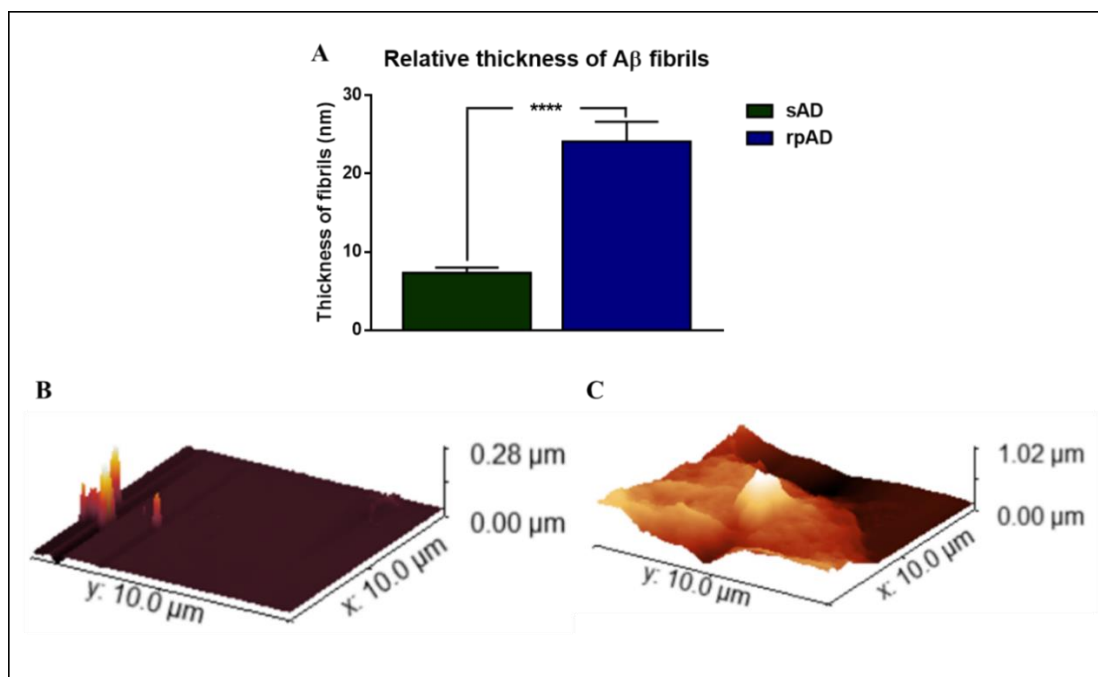 A
Relative thickness of Aβ fibrils
Thickness of fibrils (nm)
30
20
10
0
****
sAD
rpAD
B
0.28 µm
0.00 µm
y: 10.0 µm
x: 10.0 µm
C
1.02 µm
0.00 µm
y: 10.0 µm
x: 10.0 µm